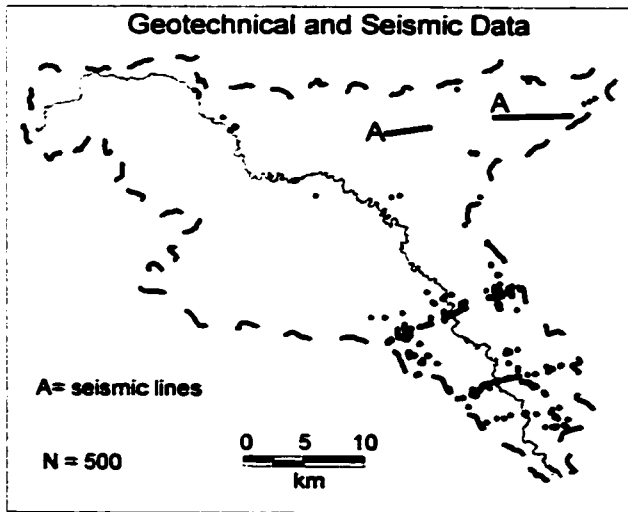 Geotechnical and Seismic Data
A
A
A= seismic lines
N = 500
0 5 10
km